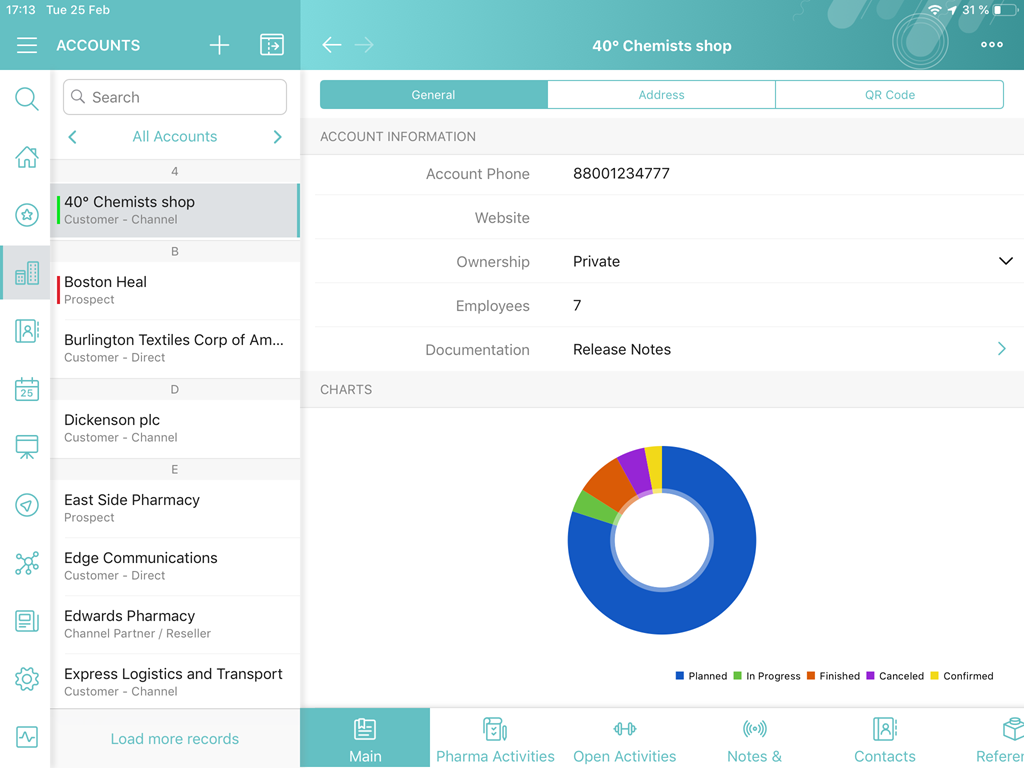 17:13 Tue 25 Feb
31 %
ACCOUNTS
40° Chemists shop
Search
All Accounts
4
40° Chemists shop
Customer - Channel
B
Boston Heal
Prospect
Burlington Textiles Corp of Am...
Customer - Direct
D
Dickenson plc
Customer - Channel
E
East Side Pharmacy
Prospect
Edge Communications
Customer - Direct
Edwards Pharmacy
Channel Partner / Reseller
Express Logistics and Transport
Customer - Channel
Load more records
25
General Address QR Code
ACCOUNT INFORMATION
Account Phone 88001234777
Website
Ownership Private
Employees 7
Documentation Release Notes
CHARTS
Planned In Progress Finished Canceled Confirmed
Main Pharma Activities Open Activities Notes & Contacts Referen